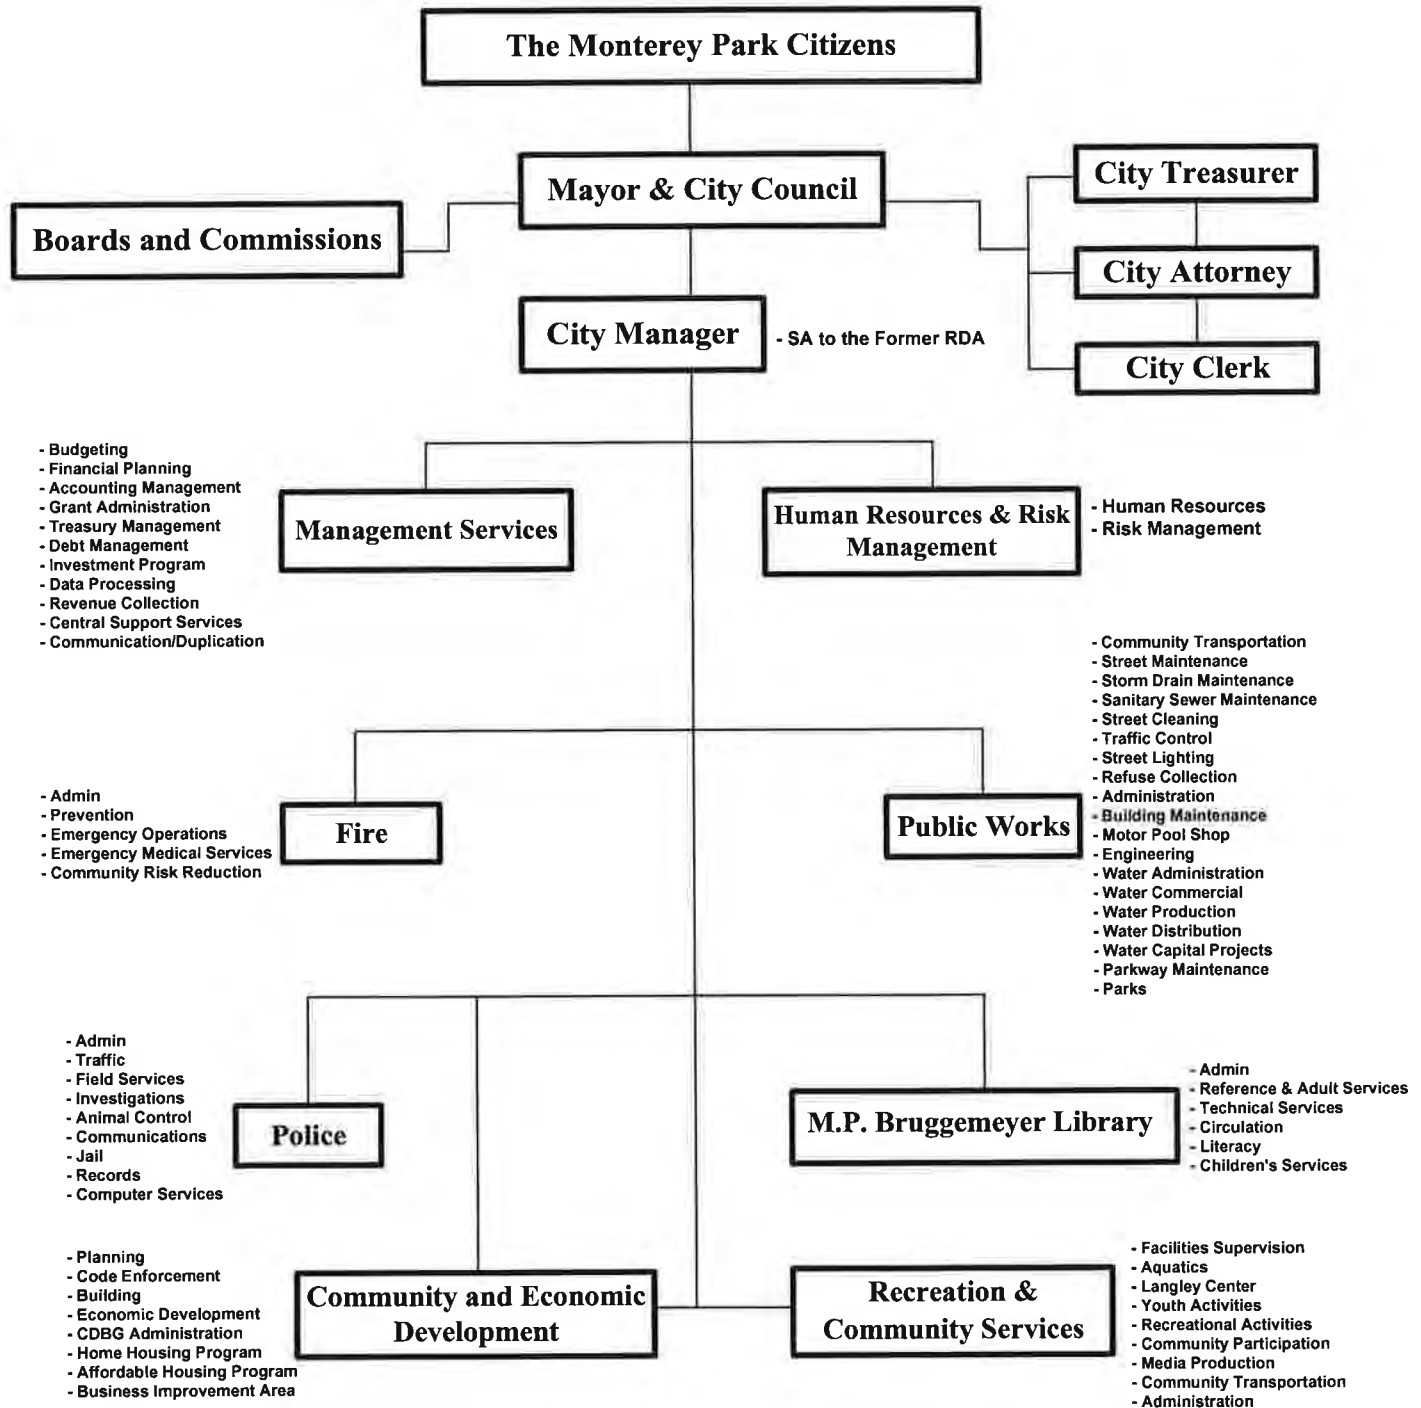 The Monterey Park Citizens
Mayor & City Council
City Treasurer
Boards and Commissions
City Attorney
City Manager
- SA to the Former RDA
City Clerk
- Budgeting
- Financial Planning
- Accounting Management
- Grant Administration
- Treasury Management
- Debt Management
- Investment Program
- Data Processing
- Revenue Collection
- Central Support Services
- Communication/Duplication
Management Services
Human Resources & Risk
Management
- Human Resources
- Risk Management
- Admin
- Prevention
- Emergency Operations
- Emergency Medical Services
- Community Risk Reduction
Fire
Public Works
- Community Transportation
- Street Maintenance
- Storm Drain Maintenance
- Sanitary Sewer Maintenance
- Street Cleaning
- Traffic Control
- Street Lighting
- Refuse Collection
- Administration
- Building Maintenance
- Motor Pool Shop
- Engineering
- Water Administration
- Water Commercial
- Water Production
- Water Distribution
- Water Capital Projects
- Parkway Maintenance
- Parks
- Admin
- Traffic
- Field Services
- Investigations
- Animal Control
- Communications
- Jail
- Records
- Computer Services
Police
M.P. Bruggemeyer Library
- Admin
- Reference & Adult Services
- Technical Services
- Circulation
- Literacy
- Children's Services
- Planning
- Code Enforcement
- Building
- Economic Development
- CDBG Administration
- Home Housing Program
- Affordable Housing Program
- Business Improvement Area
Community and Economic
Development
Recreation &
Community Services
- Facilities Supervision
- Aquatics
- Langley Center
- Youth Activities
- Recreational Activities
- Community Participation
- Media Production
- Community Transportation
- Administration